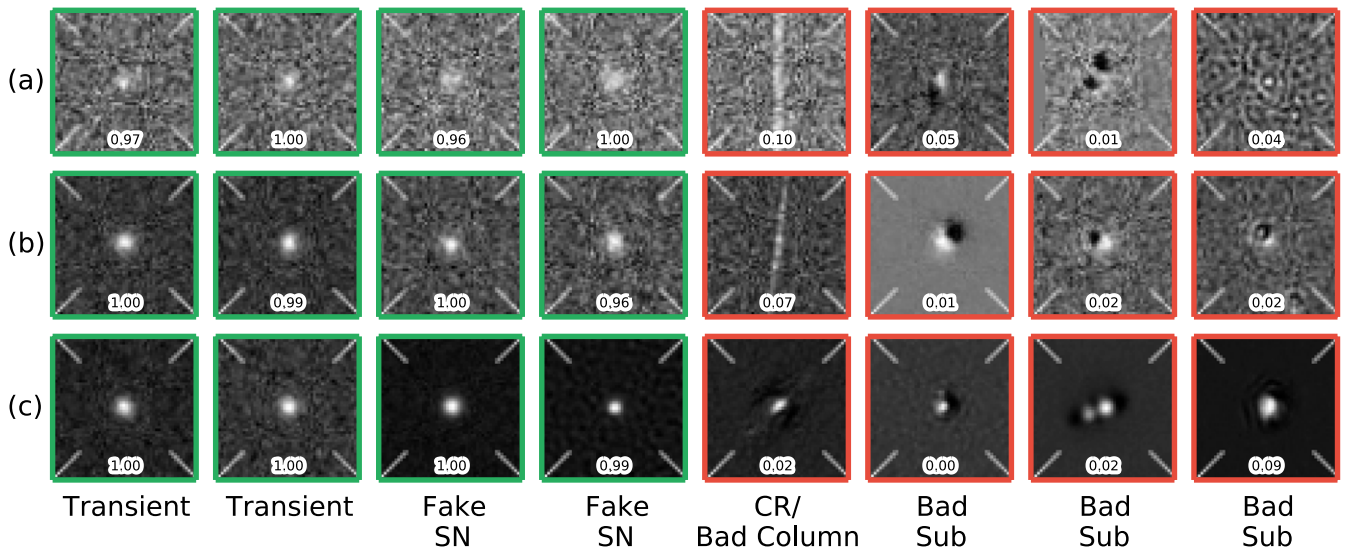 (a)
0.97 1.00 0.96 1.00 0.10 0.05 0.01 0.04
(b)
1.00 0.99 1.00 0.96 0.07 0.01 0.02 0.02
(c)
1.00 1.00 1.00 0.99 0.02 0.00 0.02 0.09
Transient Transient Fake Fake CR/ Bad Bad Bad
SN SN Bad Column Sub Sub Sub